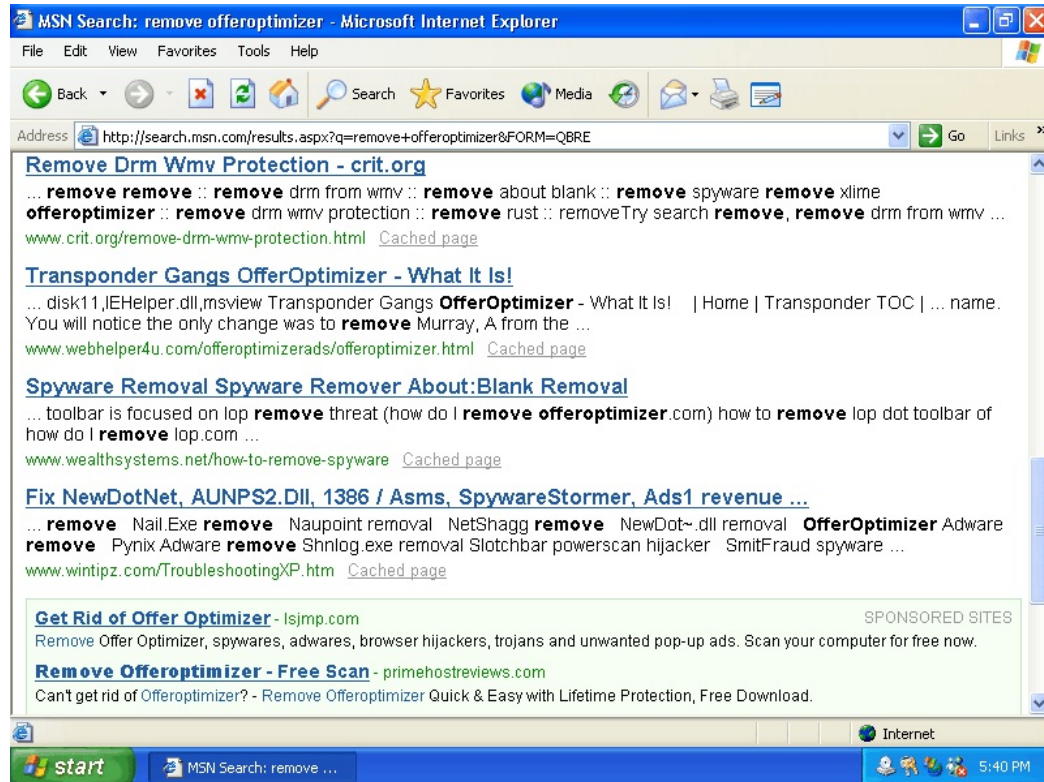 MSN Search: remove offeroptimizer - Microsoft Internet Explorer
File Edit View Favorites Tools Help
Back Search Favorites Media
Address http://search.msn.com/results.aspx?q=remove+offeroptimizer&FORM=QBRE Go Links »
Remove Drm Wmv Protection - crit.org
... remove remove :: remove drm from wmv :: remove about blank :: remove spyware remove xlime
offeroptimizer :: remove drm wmv protection :: remove rust :: removeTry search remove, remove drm from wmv ...
www.crit.org/remove-drm-wmv-protection.html Cached page
Transponder Gangs OfferOptimizer - What It Is!
... disk11,IEHelper.dll,msview Transponder Gangs OfferOptimizer - What It Is! | Home | Transponder TOC | ... name.
You will notice the only change was to remove Murray, A from the ...
www.webhelper4u.com/offeroptimizerads/offeroptimizer.html Cached page
Spyware Removal Spyware Remover About:Blank Removal
... toolbar is focused on lop remove threat (how do I remove offeroptimizer.com) how to remove lop dot toolbar of
how do I remove lop.com ...
www.wealthsystems.net/how-to-remove-spyware Cached page
Fix NewDotNet, AUNPS2.Dll, 1386 / Asms, SpywareStormer, Ads1 revenue ...
... remove Nail.Exe remove Naupoint removal NetShagg remove NewDot~.dll removal OfferOptimizer Adware
remove Pynix Adware remove Shnlog.exe removal Slotchbar powerscan hijacker SmitFraud spyware ...
www.wintipz.com/TroubleshootingXP.htm Cached page
Get Rid of Offer Optimizer - lsjmp.com SPONSORED SITES
Remove Offer Optimizer, spywares, adwares, browser hijackers, trojans and unwanted pop-up ads. Scan your computer for free now.
Remove Offeroptimizer - Free Scan - primehostreviews.com
Can't get rid of Offeroptimizer? - Remove Offeroptimizer Quick & Easy with Lifetime Protection, Free Download.
Internet
start MSN Search: remove ... 5:40 PM